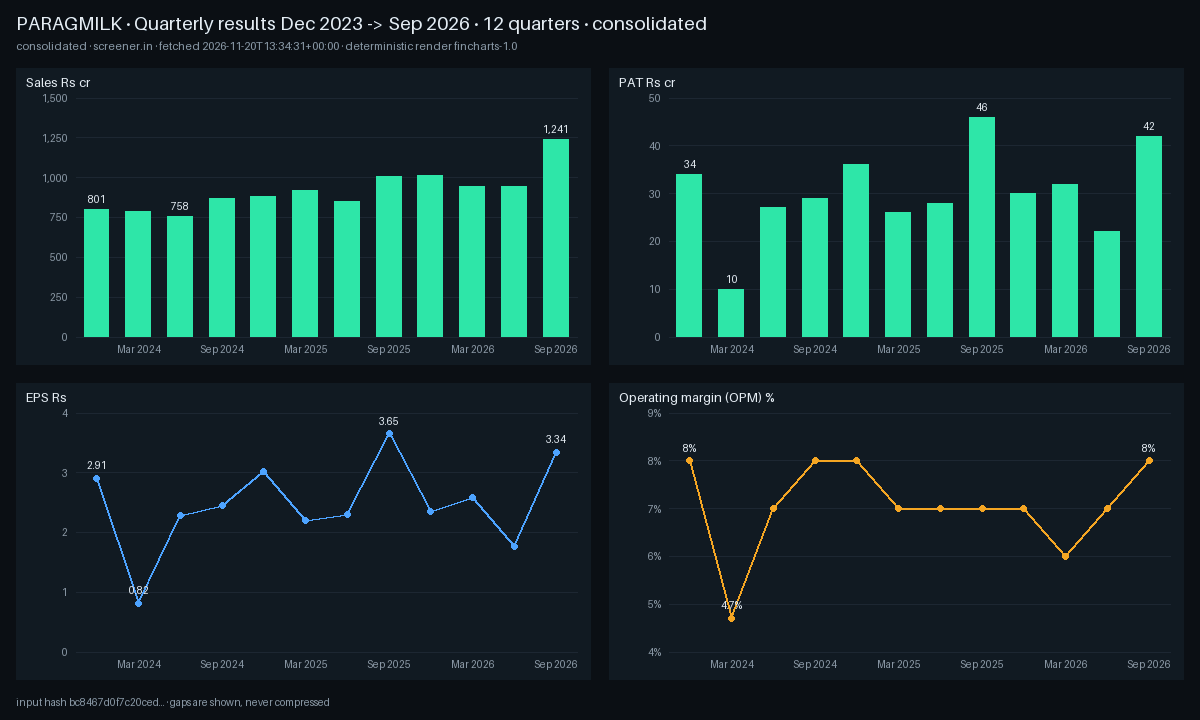 PARAGMILK · Quarterly results Dec 2023 -> Sep 2026 · 12 quarters · consolidated
consolidated · screener.in · fetched 2026-11-20T13:34:31+00:00 · deterministic render fincharts-1.0
Sales Rs cr
1,500
1,250
1,000
750
500
250
0
801
758
1,241
Mar 2024
Sep 2024
Mar 2025
Sep 2025
Mar 2026
Sep 2026
PAT Rs cr
50
40
30
20
10
0
34
10
46
42
Mar 2024
Sep 2024
Mar 2025
Sep 2025
Mar 2026
Sep 2026
EPS Rs
4
3
2
1
0
2.91
0.82
3.65
3.34
Mar 2024
Sep 2024
Mar 2025
Sep 2025
Mar 2026
Sep 2026
Operating margin (OPM) %
9%
8%
7%
6%
5%
4%
8%
4.7%
8%
Mar 2024
Sep 2024
Mar 2025
Sep 2025
Mar 2026
Sep 2026
input hash bc8467d0f7c20ced… · gaps are shown, never compressed